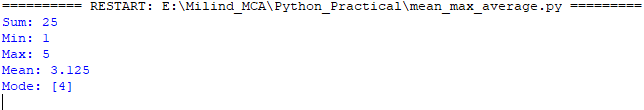 ========== RESTART: E:\Milind_MCA\Python_Practical\mean_max_average.py =========
Sum: 25
Min: 1
Max: 5
Mean: 3.125
Mode: [4]